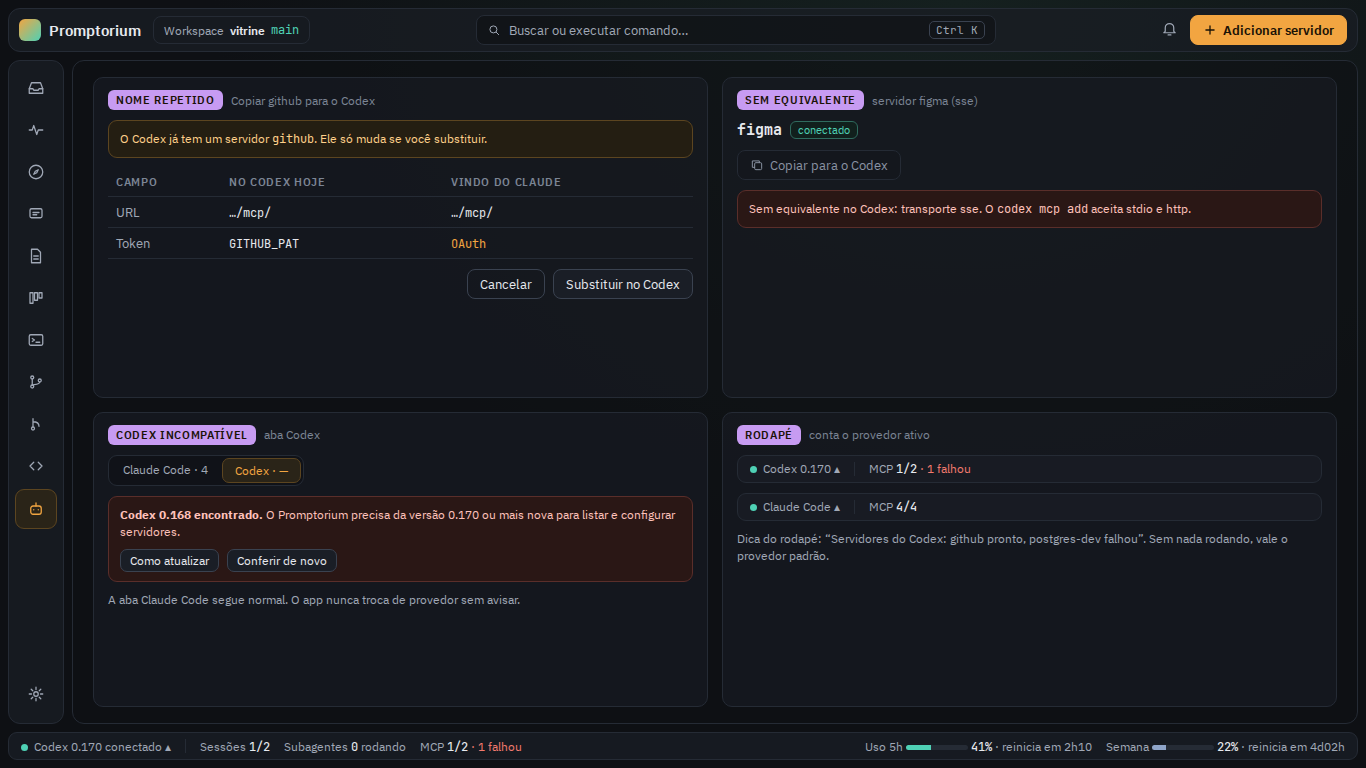 Promptorium
Workspace vitrine main
Buscar ou executar comando...
Ctrl K
Adicionar servidor
NOME REPETIDO Copiar github para o Codex
O Codex já tem um servidor github. Ele só muda se você substituir.
CAMPO NO CODEX HOJE VINDO DO CLAUDE
URL …/mcp/ …/mcp/
Token GITHUB_PAT OAuth
Cancelar Substituir no Codex
SEM EQUIVALENTE servidor figma (sse)
figma conectado
Copiar para o Codex
Sem equivalente no Codex: transporte sse. O codex mcp add aceita stdio e http.
CODEX INCOMPATÍVEL aba Codex
Claude Code · 4 Codex · —
Codex 0.168 encontrado. O Promptorium precisa da versão 0.170 ou mais nova para listar e configurar
servidores.
Como atualizar Conferir de novo
A aba Claude Code segue normal. O app nunca troca de provedor sem avisar.
RODAPÉ conta o provedor ativo
Codex 0.170 ▴ MCP 1/2 · 1 falhou
Claude Code ▴ MCP 4/4
Dica do rodapé: “Servidores do Codex: github pronto, postgres-dev falhou”. Sem nada rodando, vale o
provedor padrão.
Codex 0.170 conectado ▴ Sessões 1/2 Subagentes 0 rodando MCP 1/2 · 1 falhou Uso 5h 41% · reinicia em 2h10 Semana 22% · reinicia em 4d02h